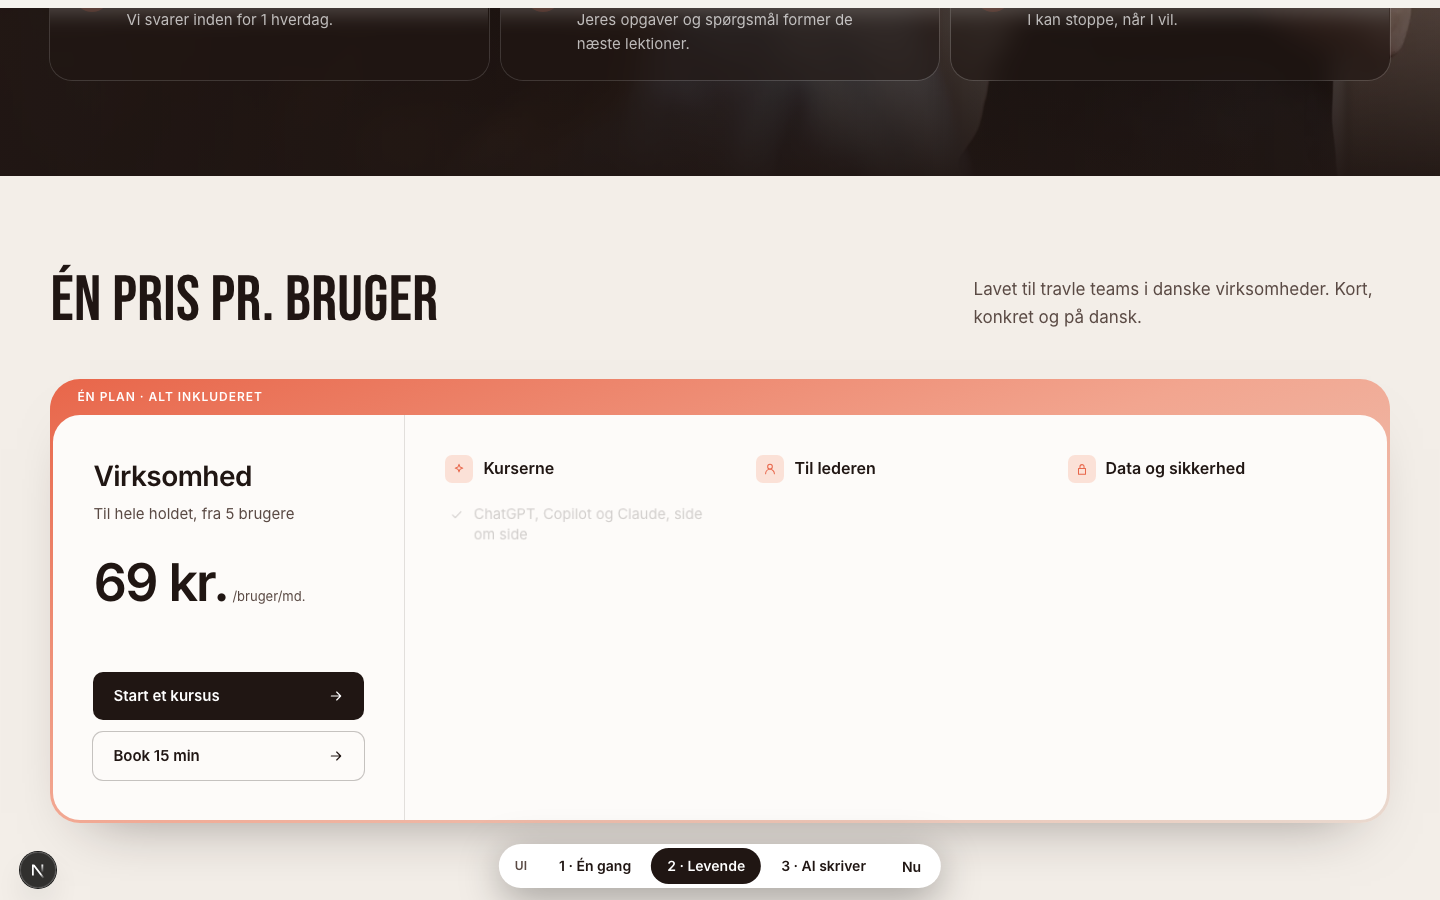 Vi svarer inden for 1 hverdag.
Jeres opgaver og spørgsmål former de
næste lektioner.
I kan stoppe, når I vil.
ÉN PRIS PR. BRUGER
Lavet til travle teams i danske virksomheder. Kort,
konkret og på dansk.
ÉN PLAN · ALT INKLUDERET
Virksomhed
Til hele holdet, fra 5 brugere
69 kr. /bruger/md.
Start et kursus →
Book 15 min →
Kurserne
ChatGPT, Copilot og Claude, side
om side
Til lederen
Data og sikkerhed
N
UI 1 · Én gang 2 · Levende 3 · AI skriver Nu